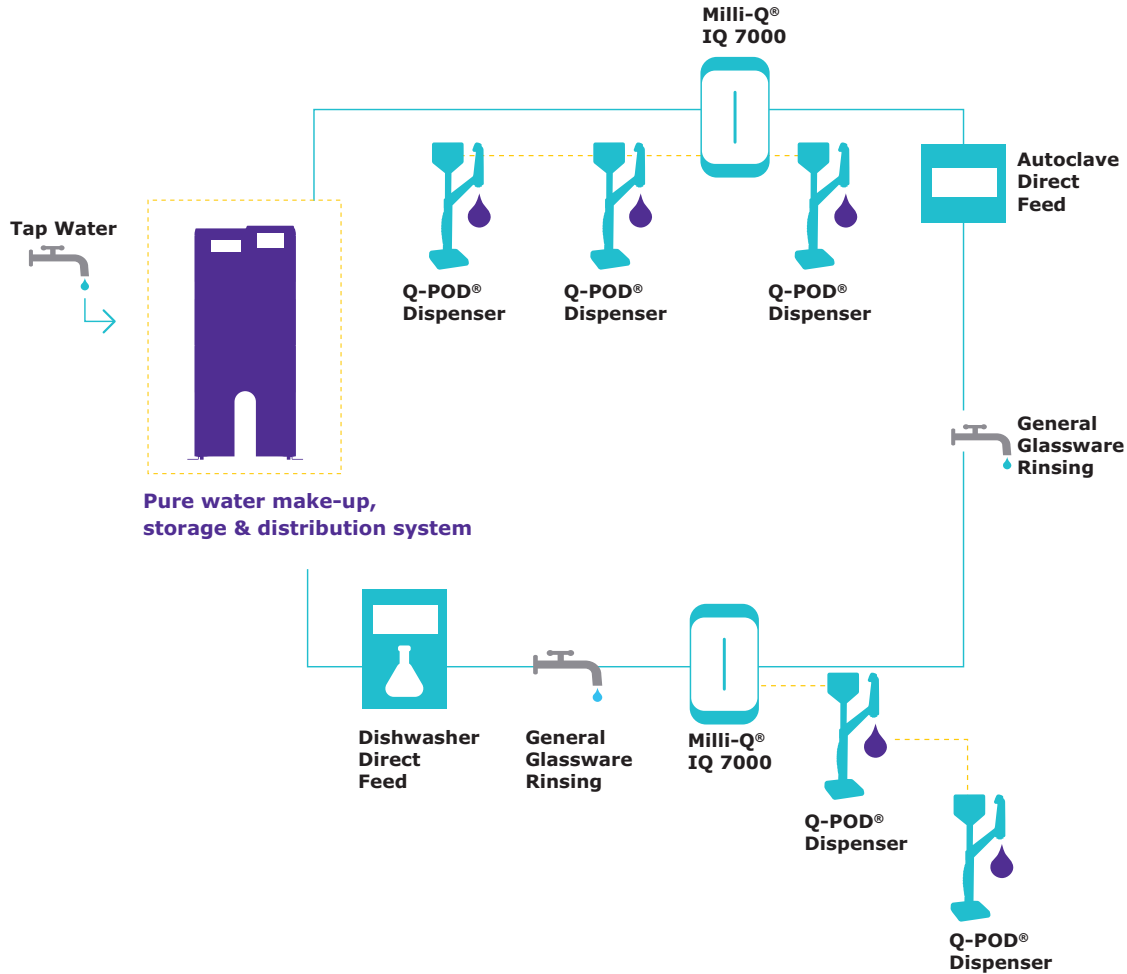 Milli-Q®
IQ 7000
Autoclave
Direct
Feed
Tap Water
Q-POD®
Dispenser
Q-POD®
Dispenser
Q-POD®
Dispenser
General
Glassware
Rinsing
Pure water make-up,
storage & distribution system
Dishwasher
Direct
Feed
General
Glassware
Rinsing
Milli-Q®
IQ 7000
Q-POD®
Dispenser
Q-POD®
Dispenser